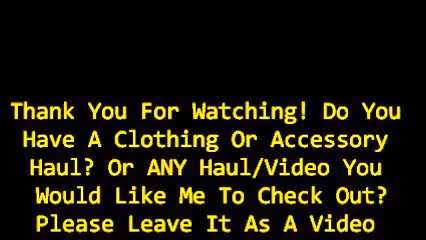 Thank You For Watching! Do You
Have A Clothing Or Accessory
Haul? Or ANY Haul/Video You
Would Like Me To Check Out?
Please Leave It As A Video